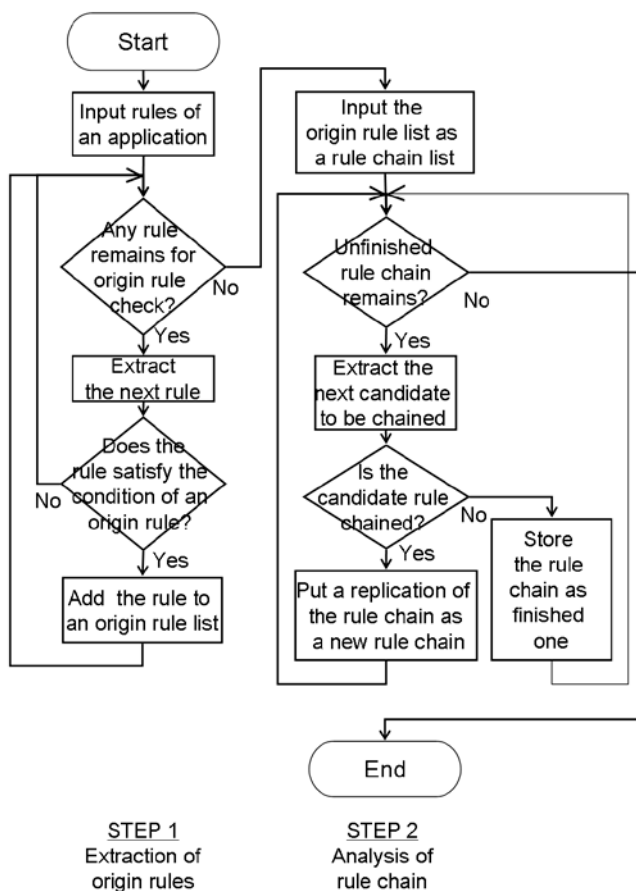 Start
Input rules of
an application
Any rule
remains for
origin rule
check?
No
Yes
Extract
the next rule
Does the
rule satisfy the
condition of an
origin rule?
No
Yes
Add the rule to
an origin rule list
Input the
origin rule list as
a rule chain list
Unfinished
rule chain
remains?
No
Yes
Extract the
next candidate
to be chained
Is the
candidate rule
chained?
No
Yes
Put a replication of
the rule chain as
a new rule chain
Store
the rule
chain as
finished
one
End
STEP 1
Extraction of
origin rules
STEP 2
Analysis of
rule chain